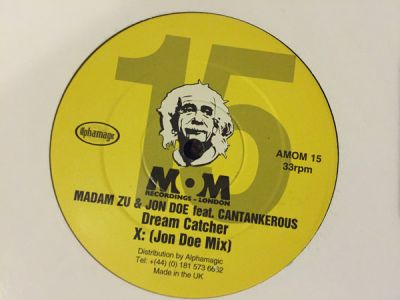 15
alphamagic
AMOM 15
33rpm
MOM
RECORDINGS - LONDON
MADAM ZU & JON DOE feat. CANTANKEROUS
Dream Catcher
X: (Jon Doe Mix)
Distribution by Alphamagic
Tel: +(44) (0) 181 573 6632
Made in the UK